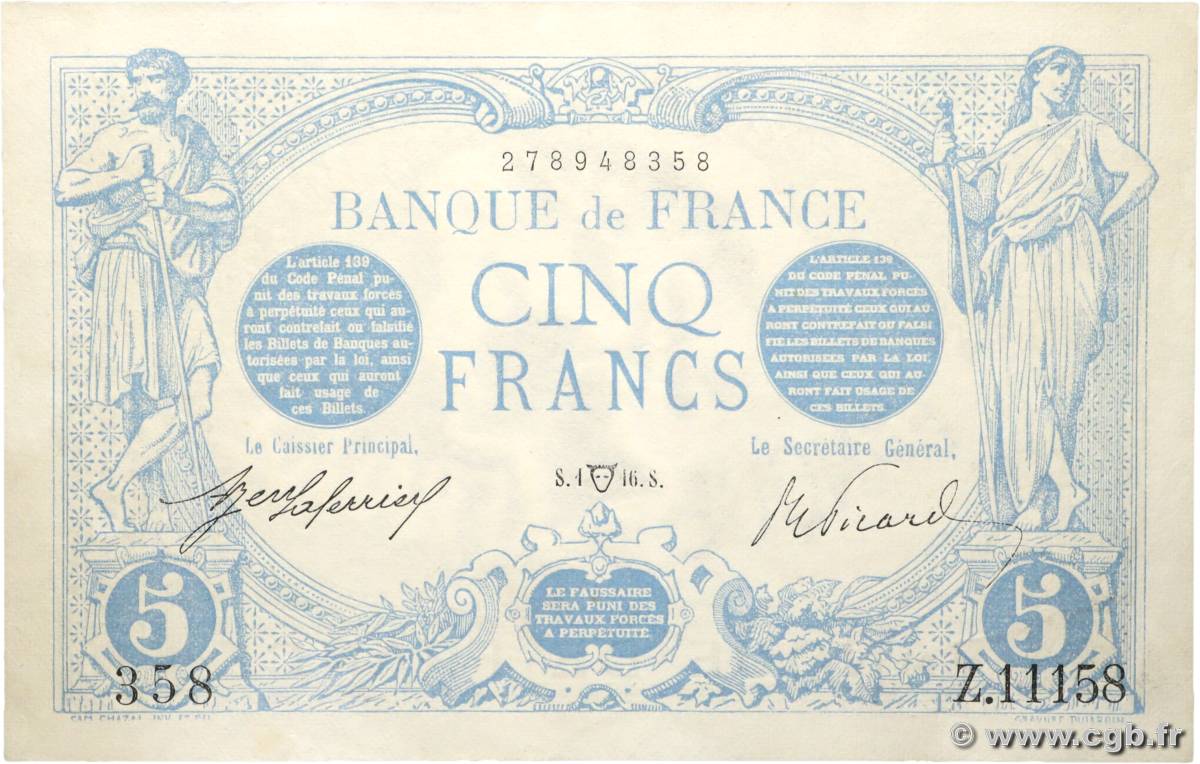 278948358
BANQUE de FRANCE
CINQ
FRANCS
L'article 139
du Code Pénal pu-
nit des travaux forcés
à perpétuité ceux qui au-
ront contrefait ou falsifié
les Billets de Banques au-
torisées par la loi, ainsi
que ceux qui auront
fait usage de
ces Billets.
L'ARTICLE 139
DU CODE PÉNAL PU-
NIT DES TRAVAUX FORCÉS
A PERPÉTUITÉ CEUX QUI AU-
RONT CONTREFAIT OU FALSI
FIÉ LES BILLETS DE BANQUES
AUTORISÉES PAR LA LOI,
AINSI QUE CEUX QUI AU-
RONT FAIT USAGE DE
CES BILLETS.
Le Caissier Principal,
Le Secrétaire Général,
S.1 16.S.
Laferrière
Picard
LE FAUSSAIRE
SERA PUNI DES
TRAVAUX FORCÉS
A PERPÉTUITÉ.
5
5
358
Z.11158
© www.cgb.fr